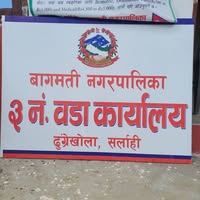 बागमती नगरपालिका
३ नं. वडा कार्यालय
ढुंग्रेखोला, सर्लाही